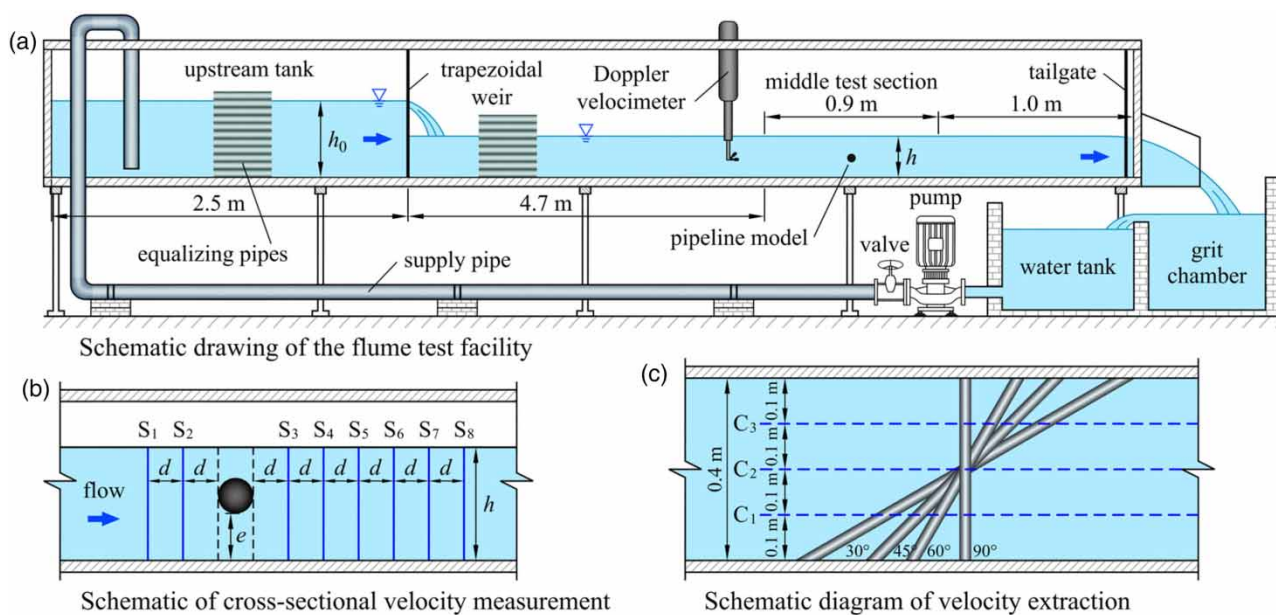 (a)
upstream tank
trapezoidal
weir
Doppler
velocimeter
middle test section
0.9 m
1.0 m
tailgate
h0
h
2.5 m
4.7 m
equalizing pipes
supply pipe
pipeline model
valve
pump
water tank
grit
chamber
Schematic drawing of the flume test facility
(b)
S1 S2 S3 S4 S5 S6 S7 S8
d d d d d d d d
flow
e
h
Schematic of cross-sectional velocity measurement
(c)
0.4 m
0.1 m
C3
0.1 m
C2
0.1 m
C1
0.1 m
30° 45° 60° 90°
Schematic diagram of velocity extraction